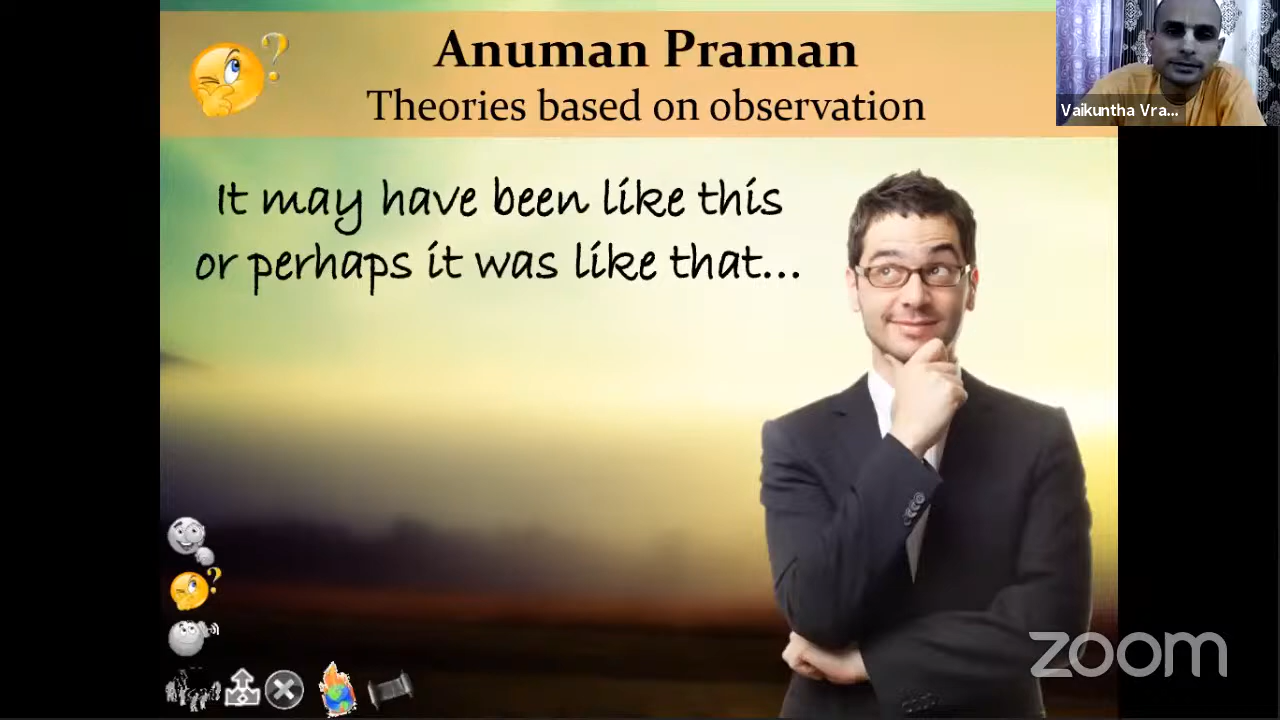 Anuman Praman
Theories based on observation
Vaikuntha Vra...
It may have been like this
or perhaps it was like that...
zoom